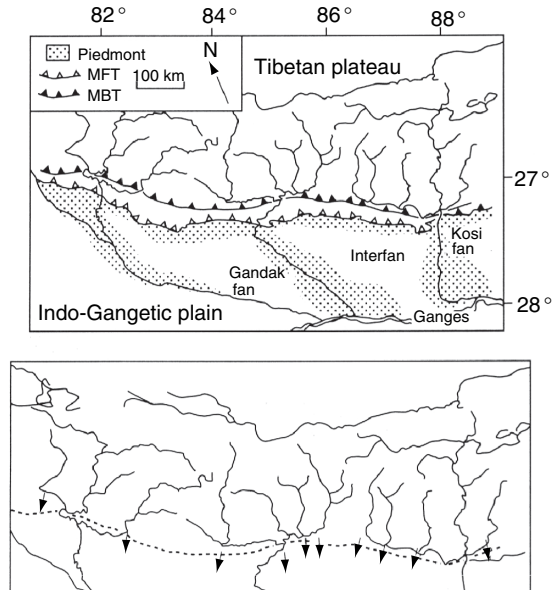 82° 84° 86° 88°
Piedmont
MFT
100 km
MBT
N
Tibetan plateau
27°
Kosi
fan
Interfan
Gandak
fan
28°
Indo-Gangetic plain
Ganges